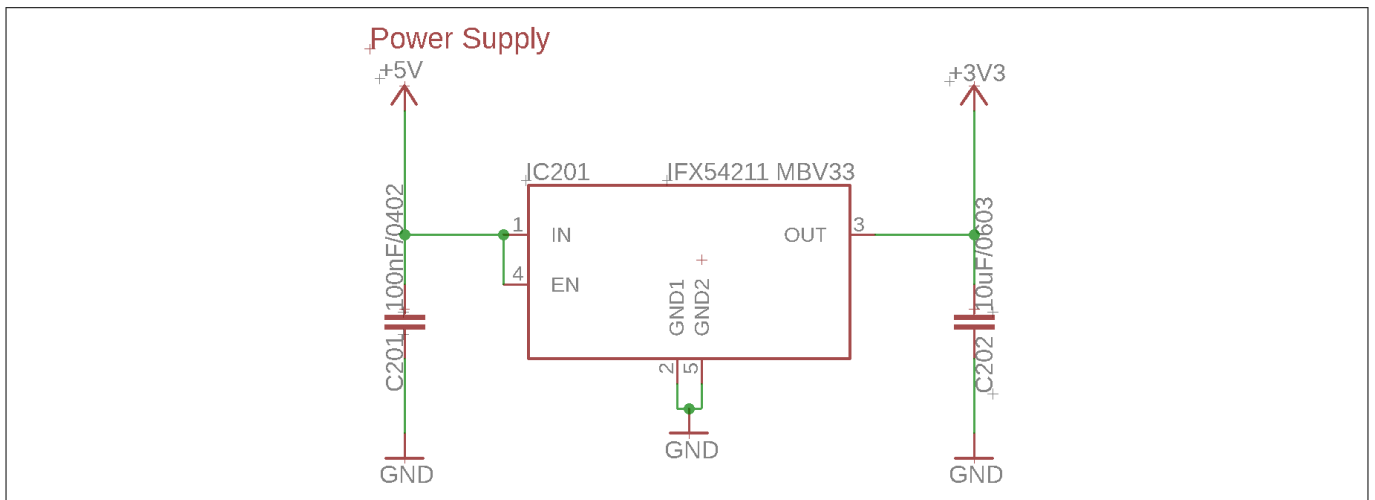 Power Supply
+5V
+3V3
IC201
IFX54211 MBV33
100nF/0402
C201
1
IN
4
EN
OUT
3
GND1
GND2
2
5
10uF/0603
C202
GND
GND
GND